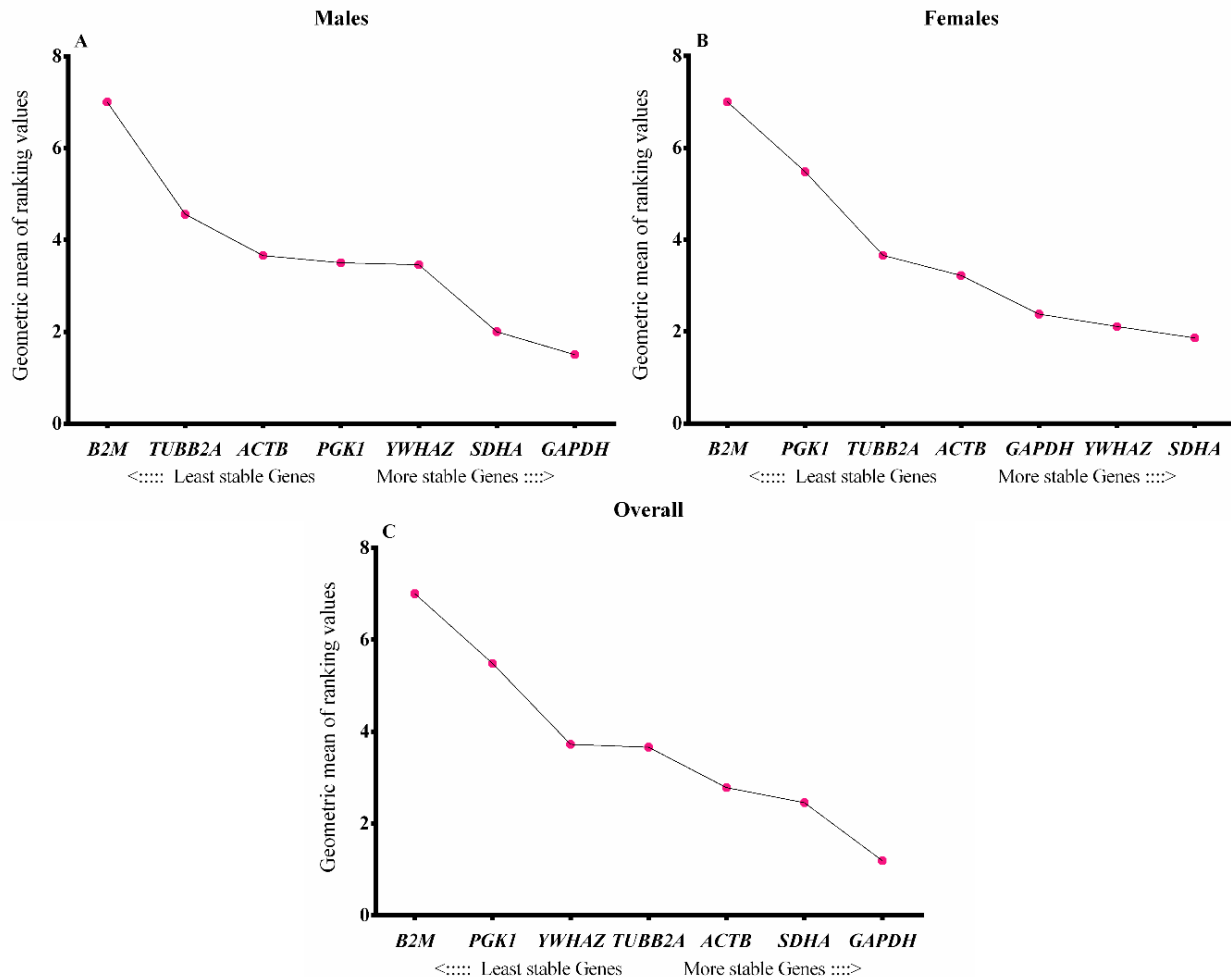 Males
A
Geometric mean of ranking values
8
6
4
2
0
B2M TUBB2A ACTB PGK1 YWHAZ SDHA GAPDH
<::::: Least stable Genes More stable Genes ::::>
Females
B
Geometric mean of ranking values
8
6
4
2
0
B2M PGK1 TUBB2A ACTB GAPDH YWHAZ SDHA
<::::: Least stable Genes More stable Genes ::::>
Overall
C
Geometric mean of ranking values
8
6
4
2
0
B2M PGK1 YWHAZ TUBB2A ACTB SDHA GAPDH
<::::: Least stable Genes More stable Genes ::::>